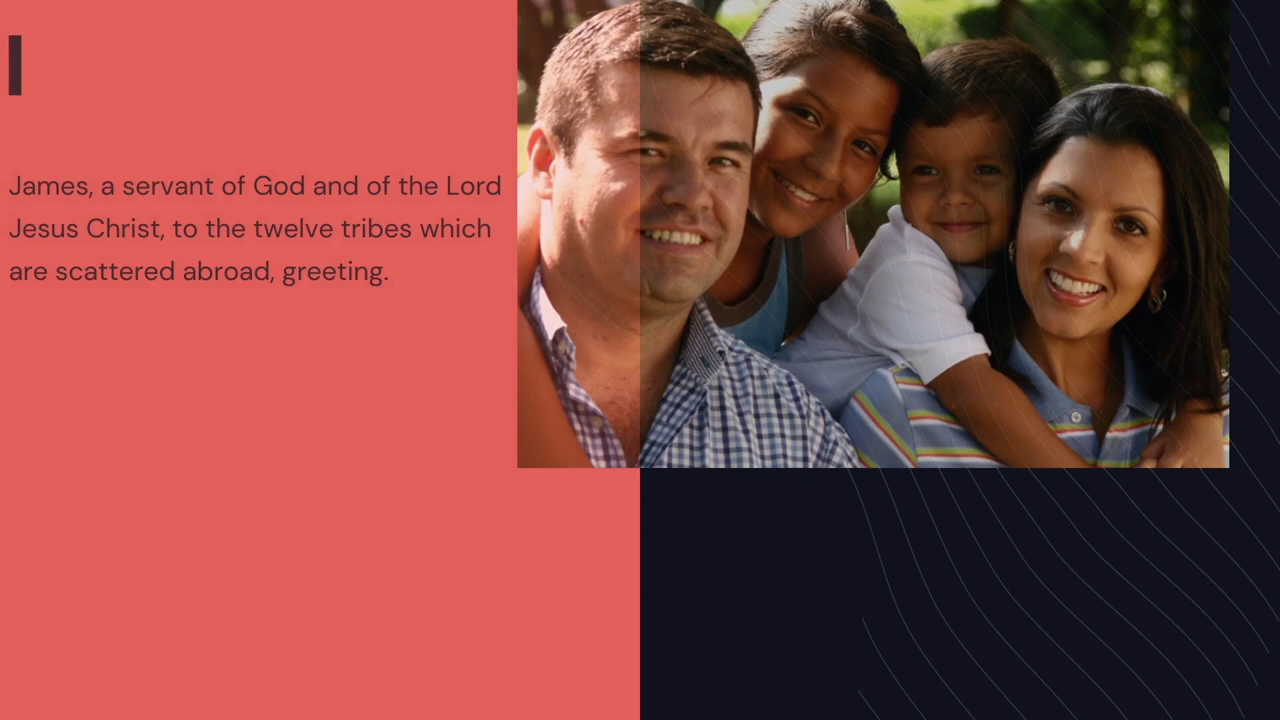 James, a servant of God and of the Lord
Jesus Christ, to the twelve tribes which
are scattered abroad, greeting.